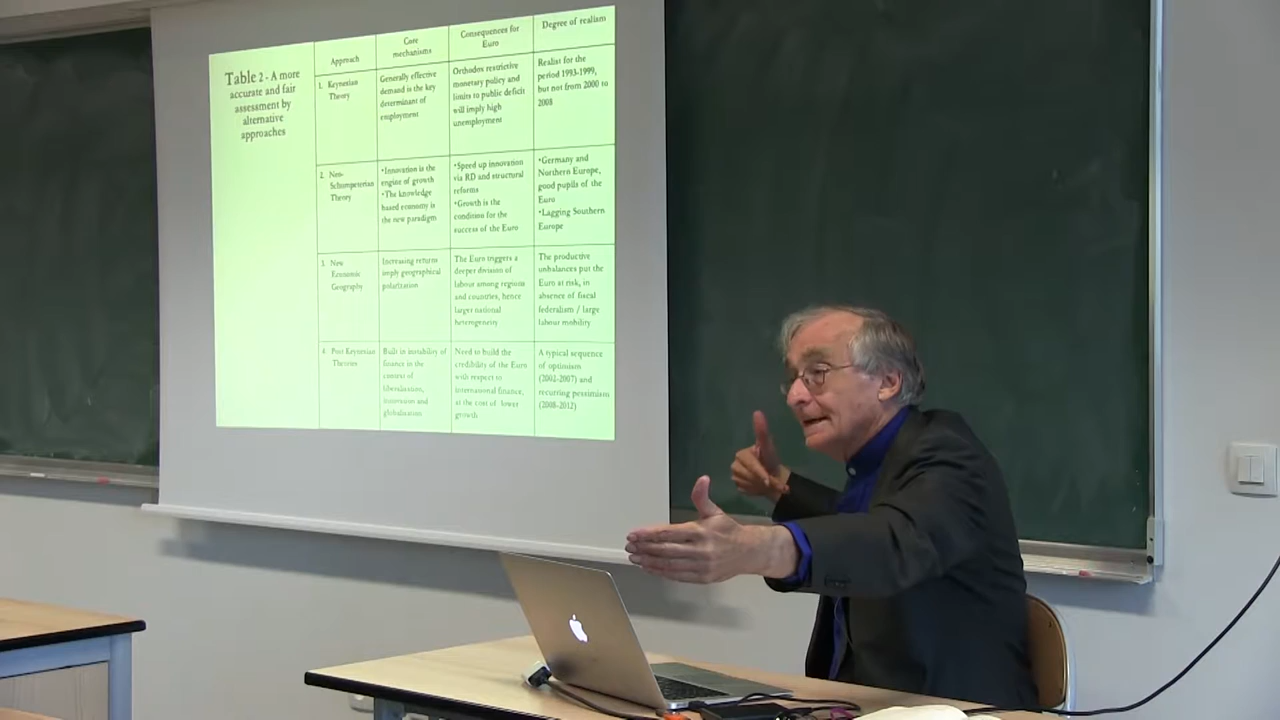 Table 2 - A more
accurate and fair
assessment by
alternative
approaches
Approach
Core
mechanisms
Consequences for
Euro
Degree of realism
1. Keynesian
Theory
Generally effective
demand is the key
determinant of
employment
Orthodox restrictive
monetary policy and
limits to public deficit
will imply high
unemployment
Realist for the
period 1993-1999,
but not from 2000 to
2008
2. Neo-
Schumpeterian
Theory
•Innovation is the
engine of growth
•The knowledge
based economy is
the new paradigm
•Speed up innovation
via RD and structural
reforms
•Growth is the
condition for the
success of the Euro
•Germany and
Northern Europe,
good pupils of the
Euro
•Lagging Southern
Europe
3. New
Economic
Geography
Increasing returns
imply geographical
polarization
The Euro triggers a
deeper division of
labour among regions
and countries, hence
larger national
heterogeneity
The productive
unbalances put the
Euro at risk, in
absence of fiscal
federalism / large
labour mobility
4. Post Keynesian
Theories
Built in instability of
finance in the
context of
liberalization,
innovation and
globalization
Need to build the
credibility of the Euro
with respect to
international finance,
at the cost of lower
growth
A typical sequence
of optimism
(2002-2007) and
recurring pessimism
(2008-2012)